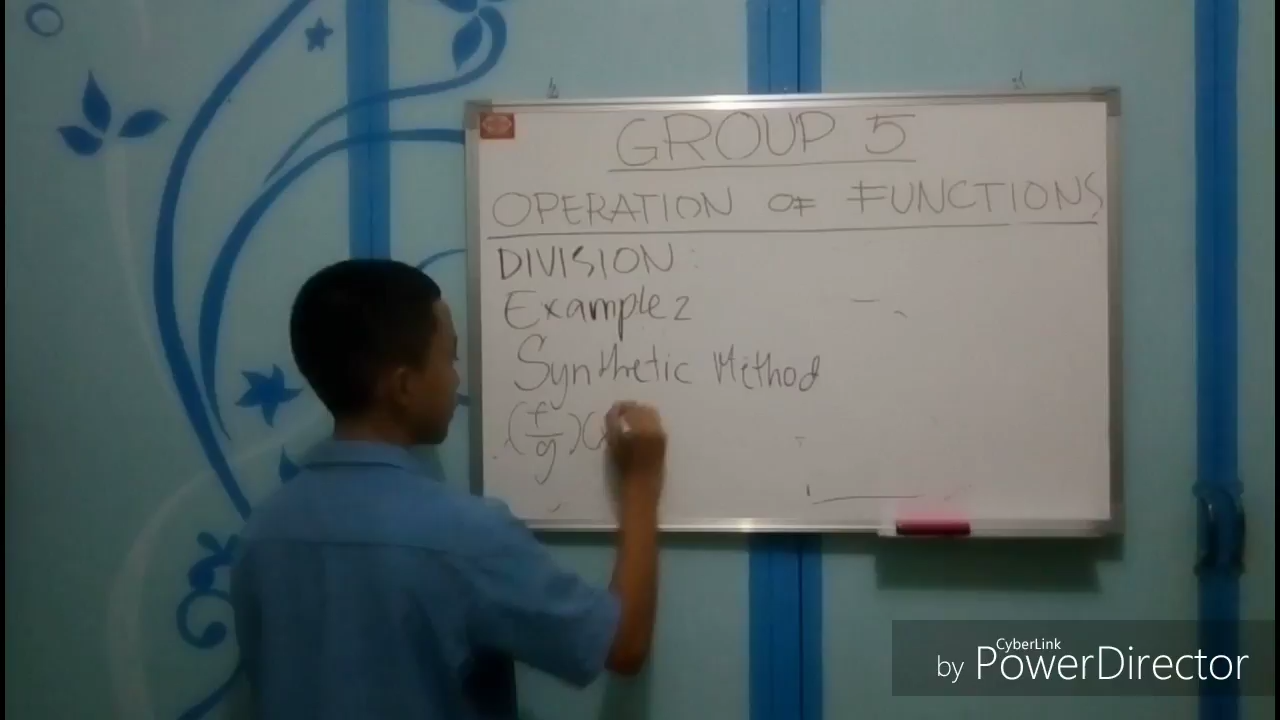 GROUP 5
OPERATION OF FUNCTIONS
DIVISION:
Example 2
Synthetic Method
(f/g)(x
CyberLink
by PowerDirector